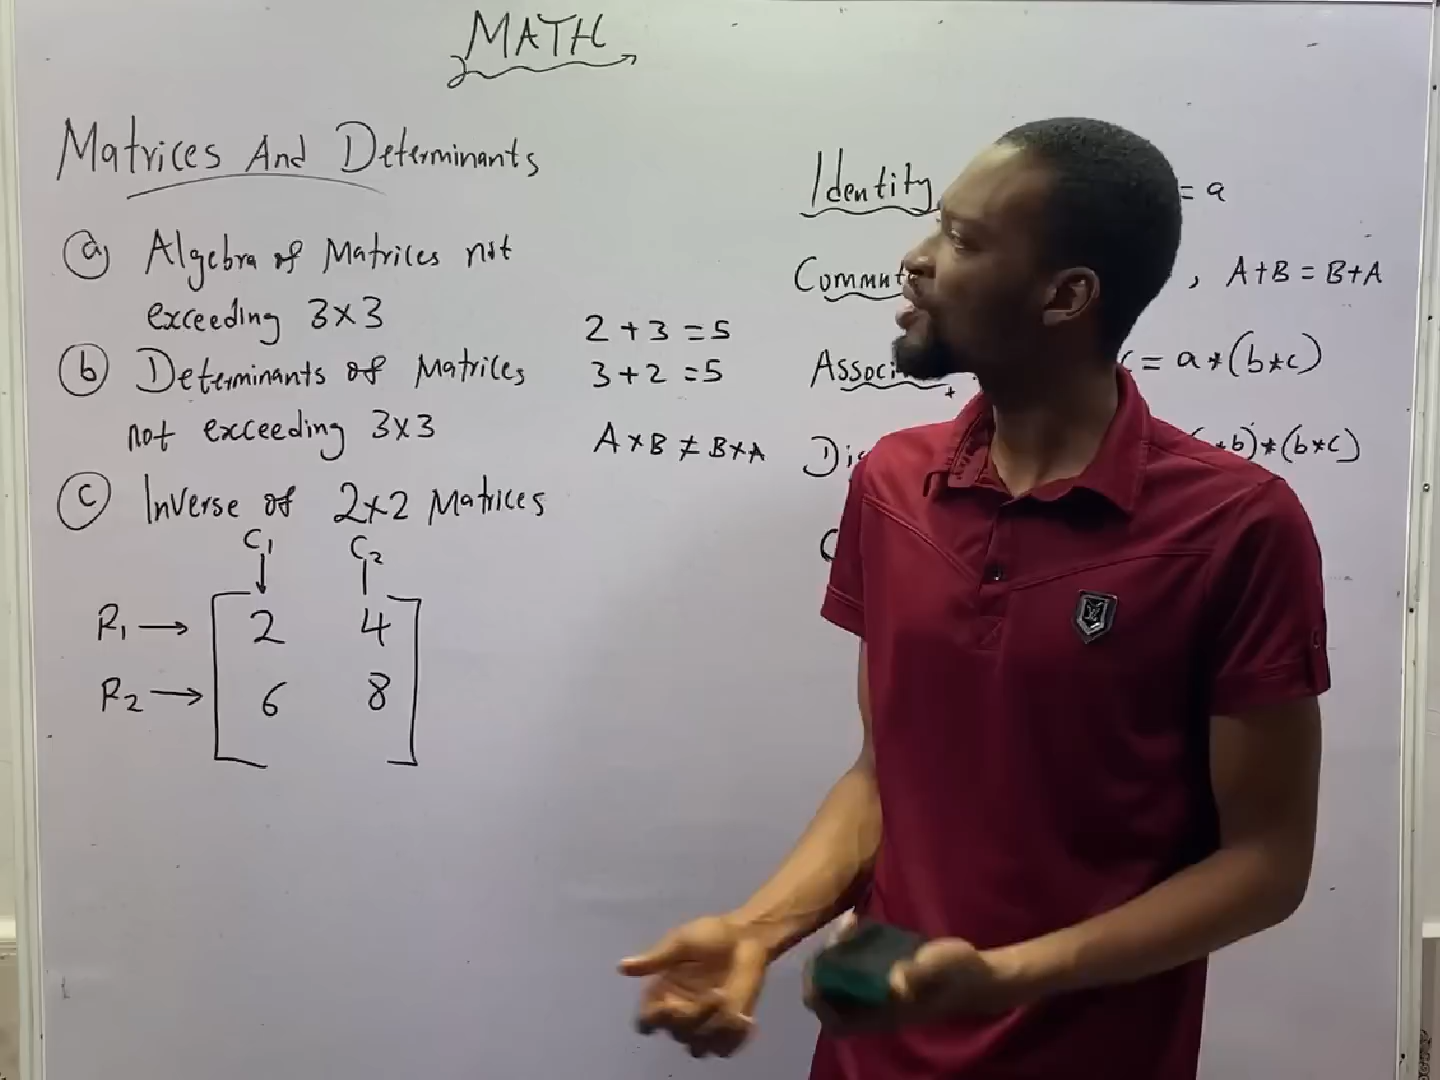 MATH
Matrices And Determinants
a Algebra of Matrices not
exceeding 3x3
b Determinants of Matrices
not exceeding 3x3
c Inverse of 2x2 Matrices
C1 C2
R1 → 2 4
R2 → 6 8
2 + 3 = 5
3 + 2 = 5
A x B ≠ B x A
Identity = a
, A+B = B+A
= a*(b*c)
b)*(b*c)